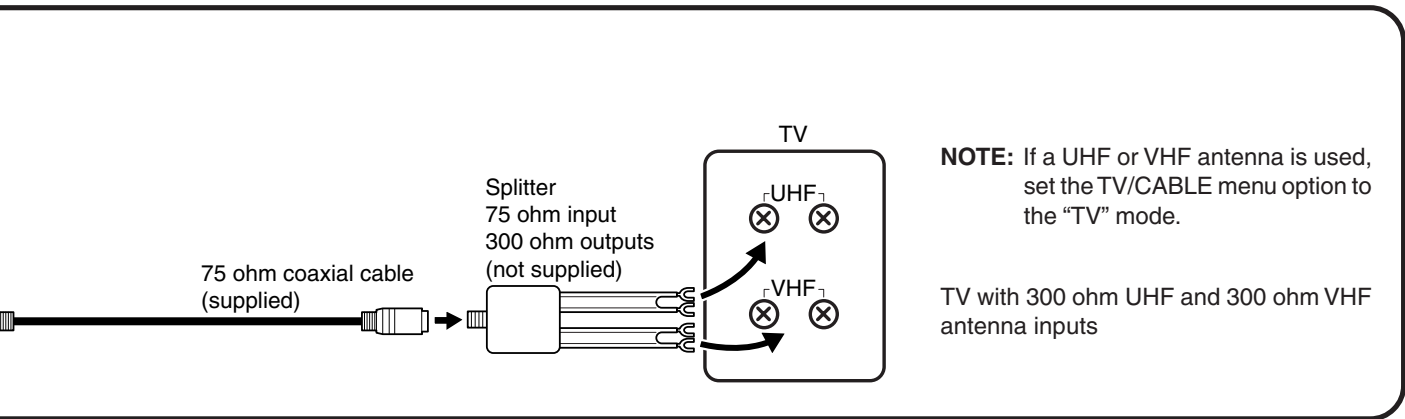 75 ohm coaxial cable
(supplied)
Splitter
75 ohm input
300 ohm outputs
(not supplied)
TV
UHF
VHF
NOTE: If a UHF or VHF antenna is used,
set the TV/CABLE menu option to
the “TV” mode.
TV with 300 ohm UHF and 300 ohm VHF
antenna inputs